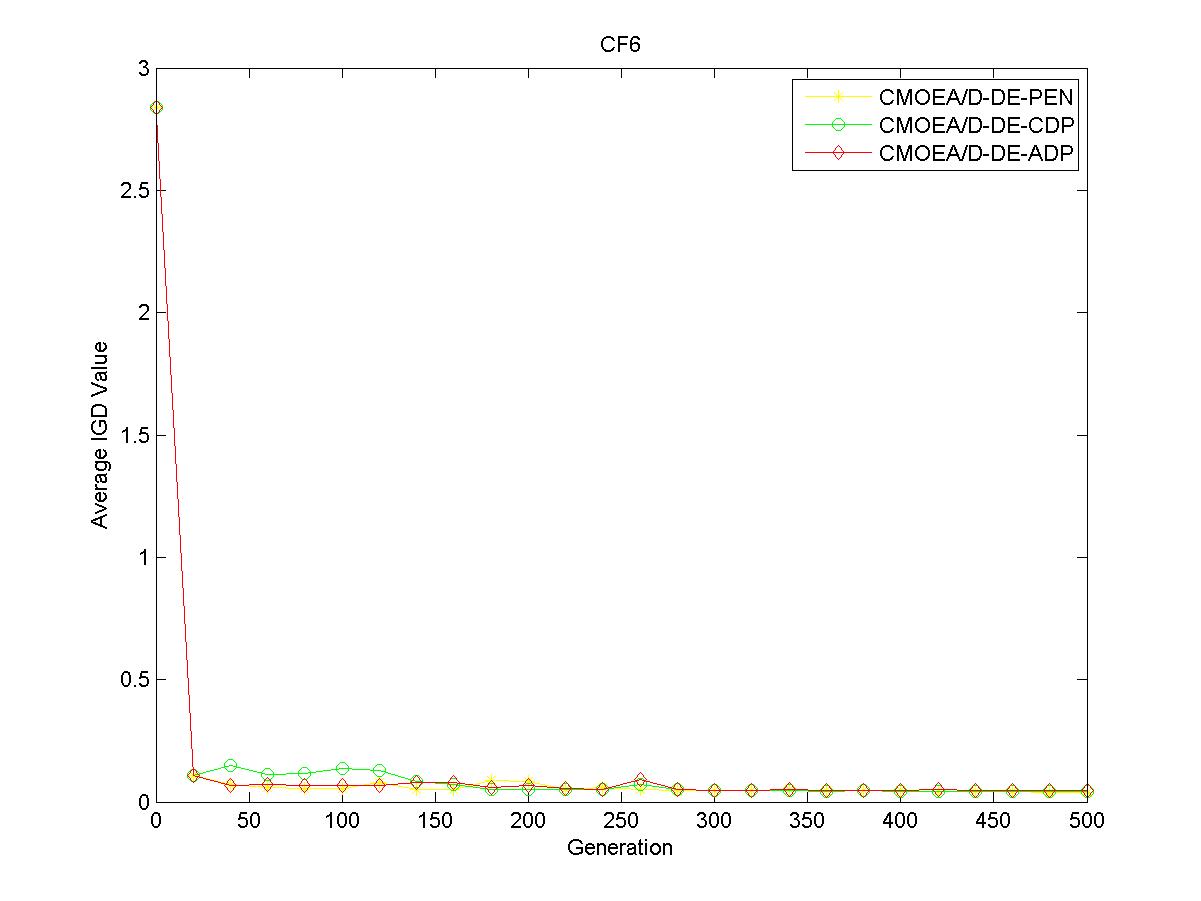 CF6
3
2.5
2
1.5
1
0.5
0
Average IGD Value
CMOEA/D-DE-PEN
CMOEA/D-DE-CDP
CMOEA/D-DE-ADP
0 50 100 150 200 250 300 350 400 450 500
Generation